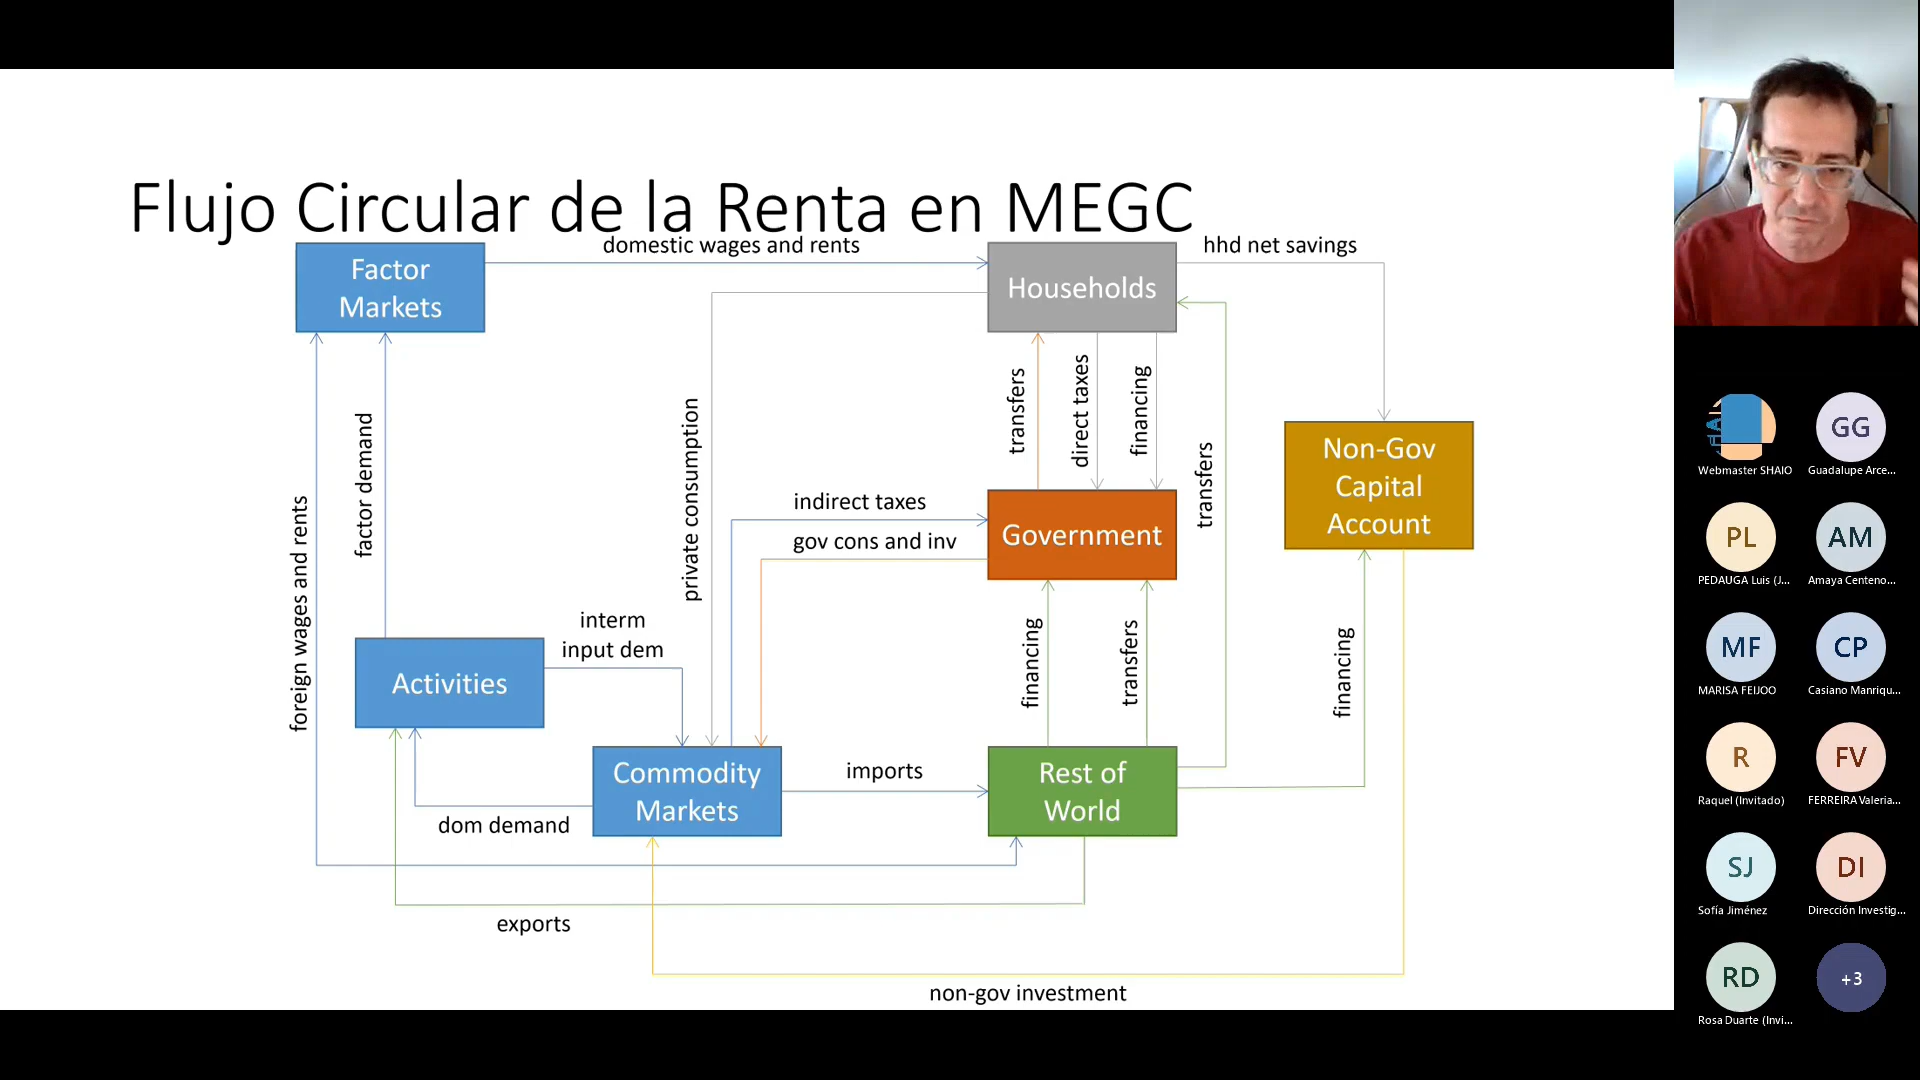 Flujo Circular de la Renta en MEGC
domestic wages and rents
hhd net savings
Factor
Markets
Households
transfers
direct taxes
financing
private consumption
factor demand
foreign wages and rents
transfers
Non-Gov
Capital
Account
indirect taxes
gov cons and inv
Government
interm
input dem
Activities
financing
transfers
financing
Commodity
Markets
imports
Rest of
World
dom demand
exports
non-gov investment
Webmaster SHAIO
GG
Guadalupe Arce...
PL
PEDAUGA Luis (J...
AM
Amaya Centeno...
MF
MARISA FEIJOO
CP
Casiano Manriqu...
R
Raquel (Invitado)
FV
FERREIRA Valeria...
SJ
Sofía Jiménez
DI
Dirección Investig...
RD
Rosa Duarte (Invi...
+3